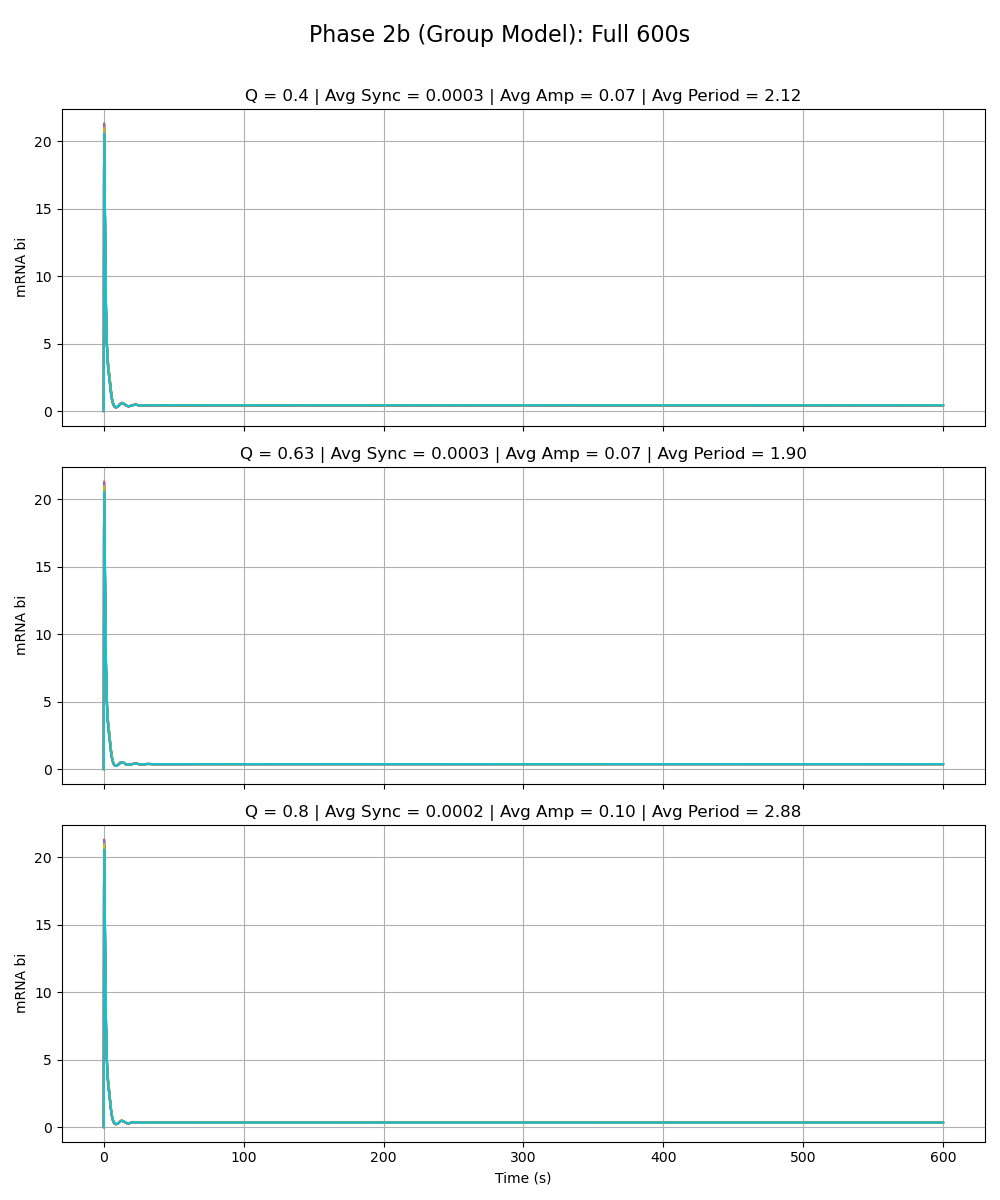 Phase 2b (Group Model): Full 600s
Q = 0.4 | Avg Sync = 0.0003 | Avg Amp = 0.07 | Avg Period = 2.12
20
15
10
5
0
mRNA bi
Q = 0.63 | Avg Sync = 0.0003 | Avg Amp = 0.07 | Avg Period = 1.90
20
15
10
5
0
mRNA bi
Q = 0.8 | Avg Sync = 0.0002 | Avg Amp = 0.10 | Avg Period = 2.88
20
15
10
5
0
mRNA bi
0 100 200 300 400 500 600
Time (s)